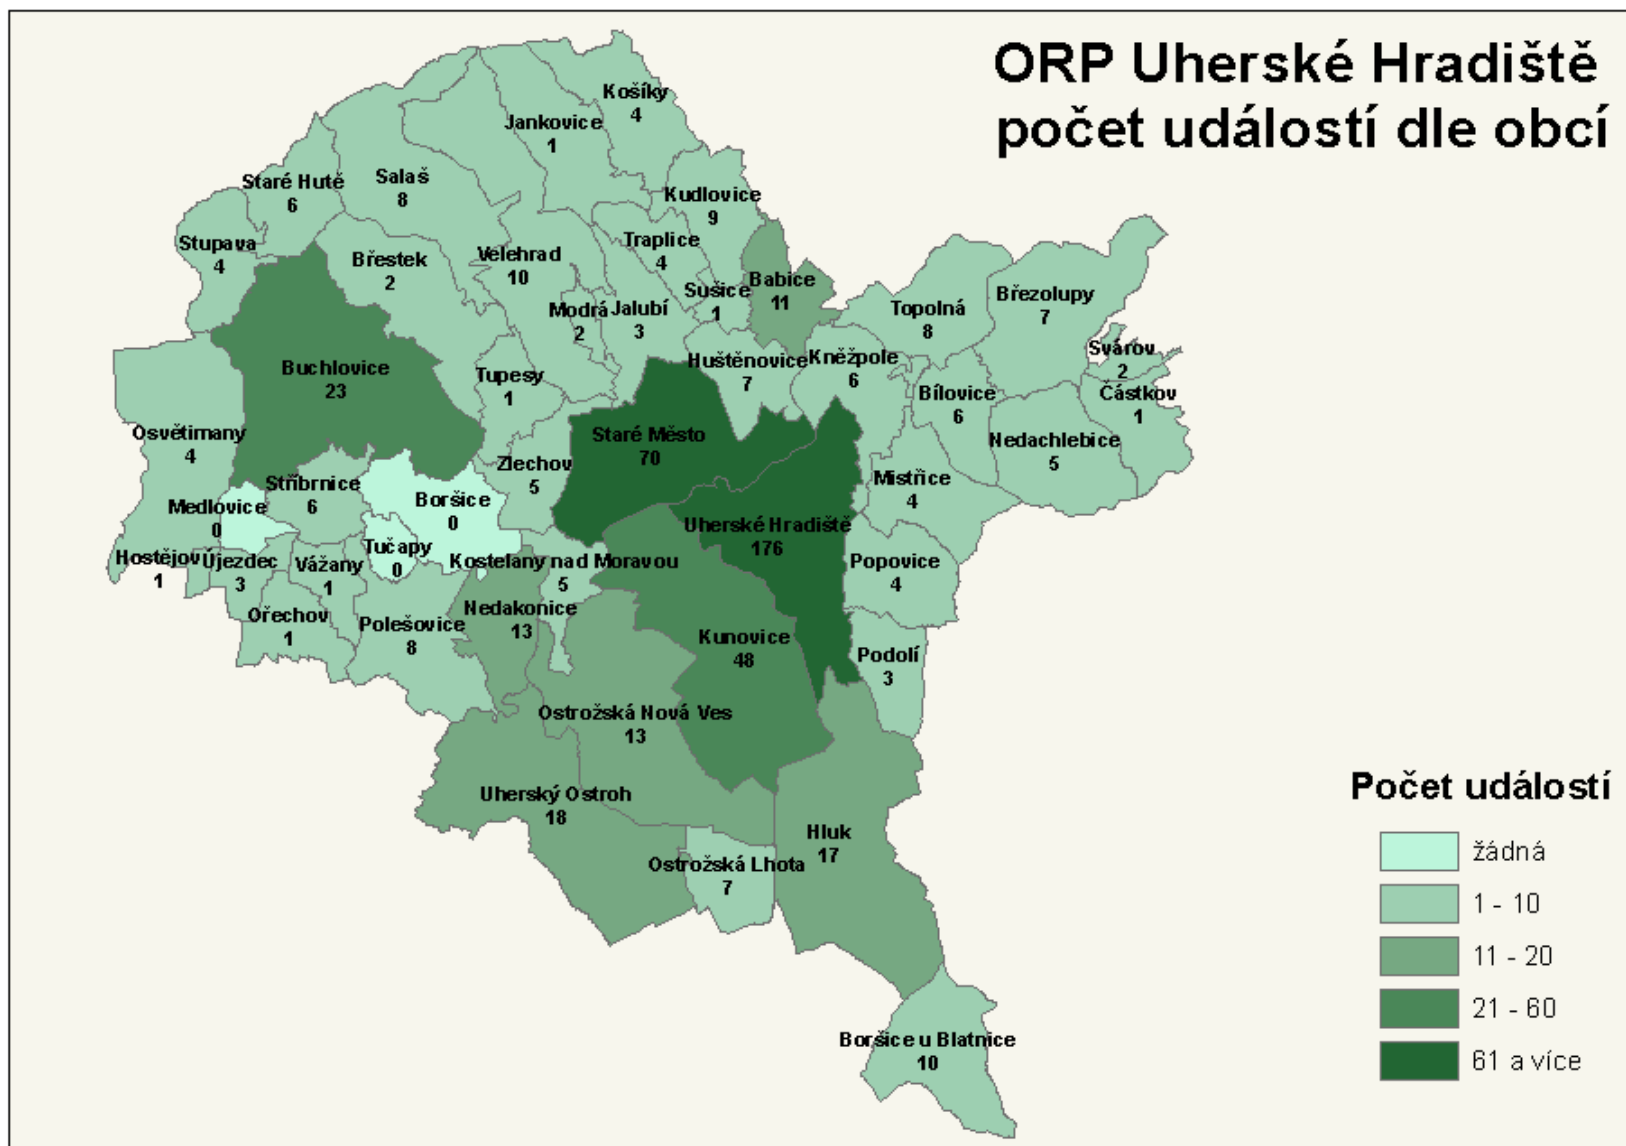 ORP Uherské Hradiště
počet událostí dle obcí
Košíky
4
Jankovice
1
Staré Hutě
6
Salaš
8
Kudlovice
9
Stupava
4
Břestek
2
Velehrad
10
Traplice
4
Babice
11
Sušice
1
Modrá
2
Jalubí
3
Topolná
8
Březolupy
7
Svárov
2
Částkov
1
Buchlovice
23
Tupesy
1
Huštěnovice
7
Kněžpole
6
Bílovice
6
Nedachlebice
5
Osvětimany
4
Staré Město
70
Zlechov
5
Mistřice
4
Stříbrnice
6
Boršice
0
Medlovice
0
Uherské Hradiště
176
Tučapy
0
Hostějov
1
Újezdec
3
Vážany
1
Kostelany nad Moravou
5
Popovice
4
Ořechov
1
Polešovice
8
Nedakonice
13
Kunovice
48
Podolí
3
Ostrožská Nová Ves
13
Uherský Ostroh
18
Hluk
17
Ostrožská Lhota
7
Boršice u Blatnice
10
Počet událostí
žádná
1 - 10
11 - 20
21 - 60
61 a více